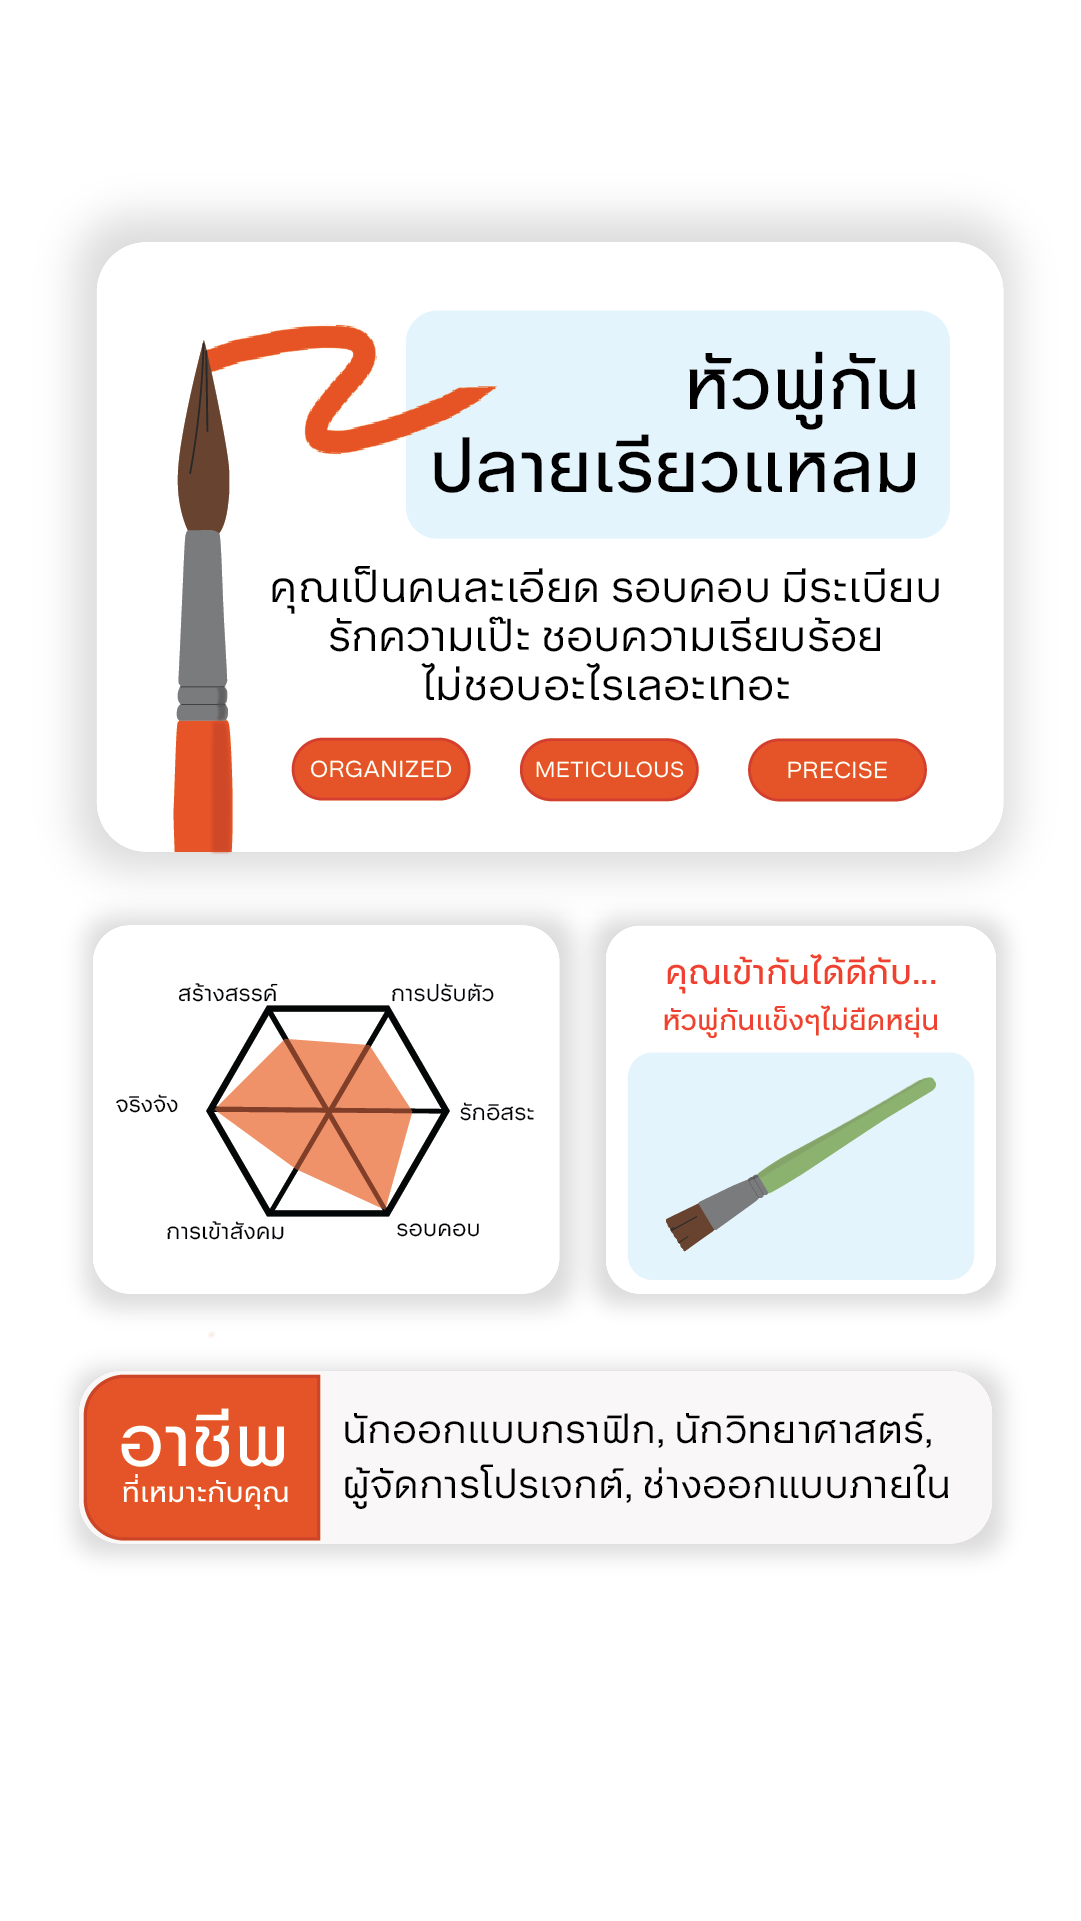 หัวพู่กัน
ปลายเรียวแหลม
คุณเป็นคนละเอียด รอบคอบ มีระเบียบ
รักความเป๊ะ ชอบความเรียบร้อย
ไม่ชอบอะไรเลอะเทอะ
ORGANIZED
METICULOUS
PRECISE
สร้างสรรค์
การปรับตัว
จริงจัง
รักอิสระ
การเข้าสังคม
รอบคอบ
คุณเข้ากันได้ดีกับ...
หัวพู่กันแข็งๆไม่ยืดหยุ่น
อาชีพ
ที่เหมาะกับคุณ
นักออกแบบกราฟิก, นักวิทยาศาสตร์,
ผู้จัดการโปรเจกต์, ช่างออกแบบภายใน